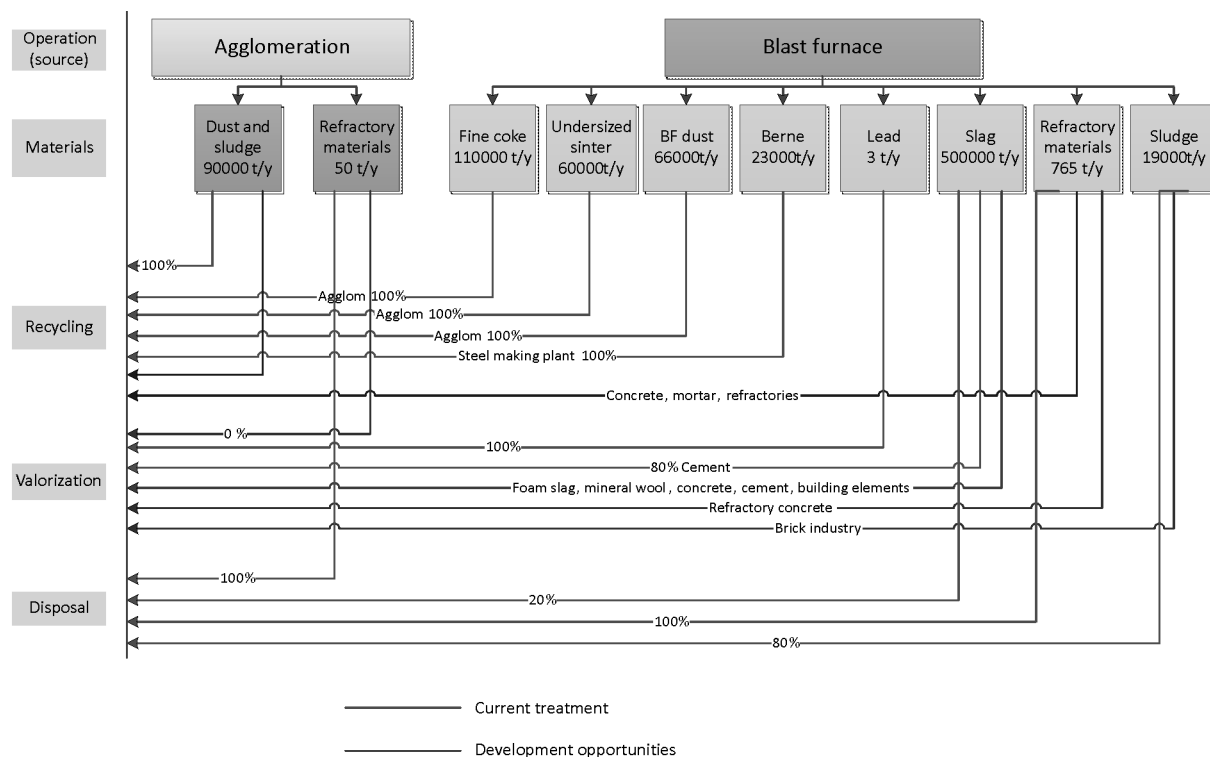 Operation
(source)
Agglomeration
Blast furnace
Materials
Dust and
sludge
90000 t/y
Refractory
materials
50 t/y
Fine coke
110000 t/y
Undersized
sinter
60000t/y
BF dust
66000t/y
Berne
23000t/y
Lead
3 t/y
Slag
500000 t/y
Refractory
materials
765 t/y
Sludge
19000t/y
100%
Agglom 100%
Recycling
Agglom 100%
Agglom 100%
Steel making plant 100%
Concrete, mortar, refractories
0 %
100%
Valorization
80% Cement
Foam slag, mineral wool, concrete, cement, building elements
Refractory concrete
Brick industry
100%
Disposal
20%
100%
80%
Current treatment
Development opportunities